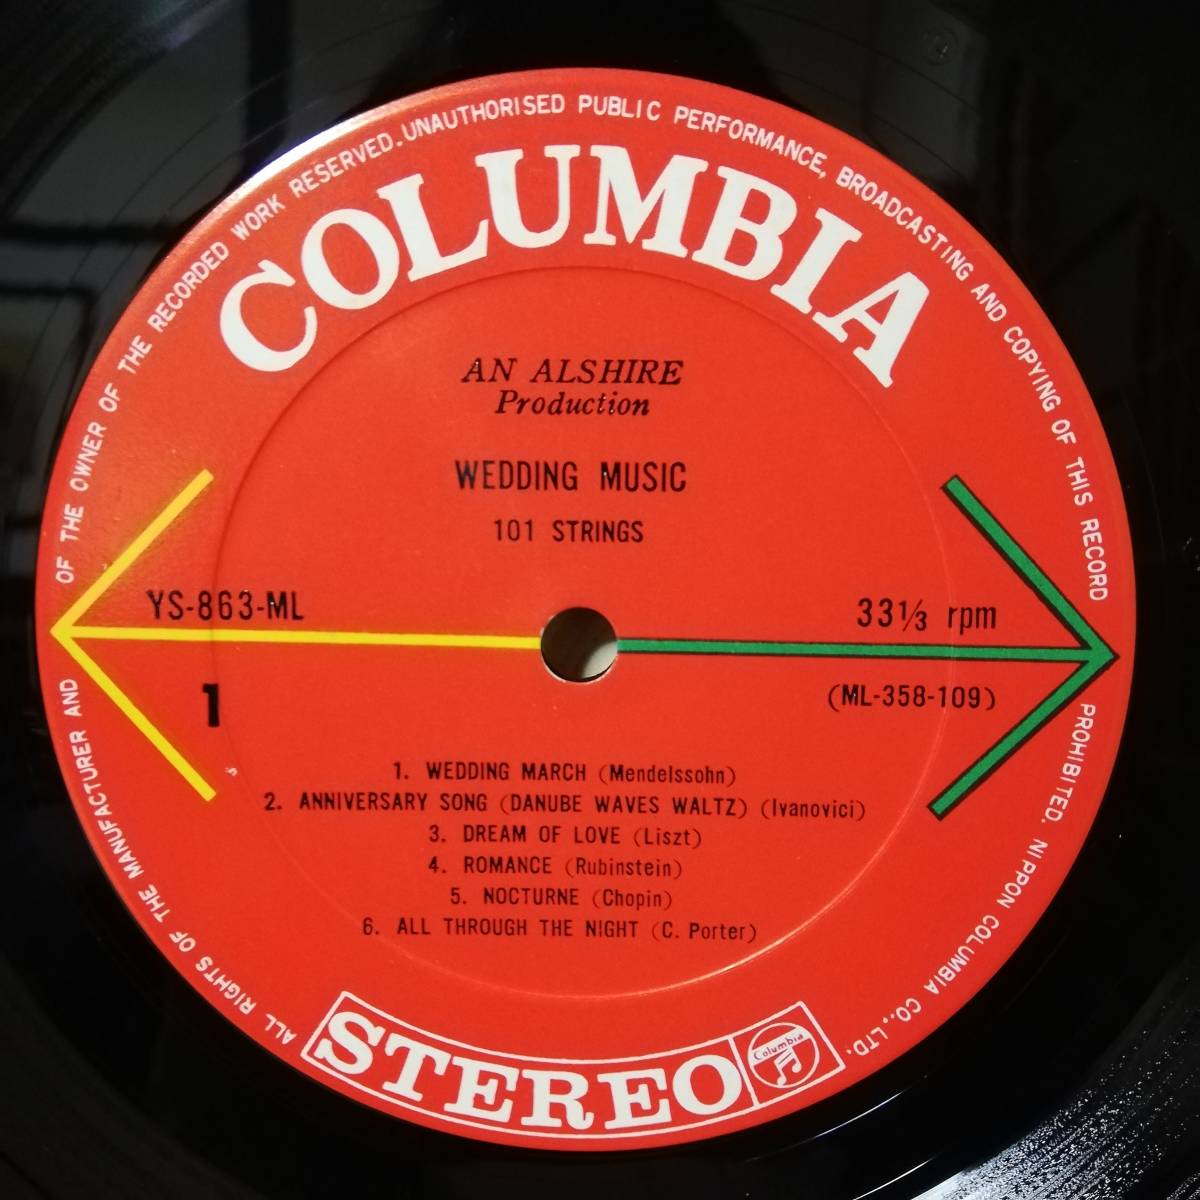 ALL RIGHTS OF THE MANUFACTURER AND OF THE OWNER OF THE RECORDED WORK RESERVED. UNAUTHORISED PUBLIC PERFORMANCE, BROADCASTING AND COPYING OF THIS RECORD PROHIBITED. NIPPON COLUMBIA CO., LTD.
COLUMBIA
AN ALSHIRE
Production
WEDDING MUSIC
101 STRINGS
YS-863-ML
33⅓ rpm
1
(ML-358-109)
1. WEDDING MARCH (Mendelssohn)
2. ANNIVERSARY SONG (DANUBE WAVES WALTZ) (Ivanovici)
3. DREAM OF LOVE (Liszt)
4. ROMANCE (Rubinstein)
5. NOCTURNE (Chopin)
6. ALL THROUGH THE NIGHT (C. Porter)
STEREO
Columbia